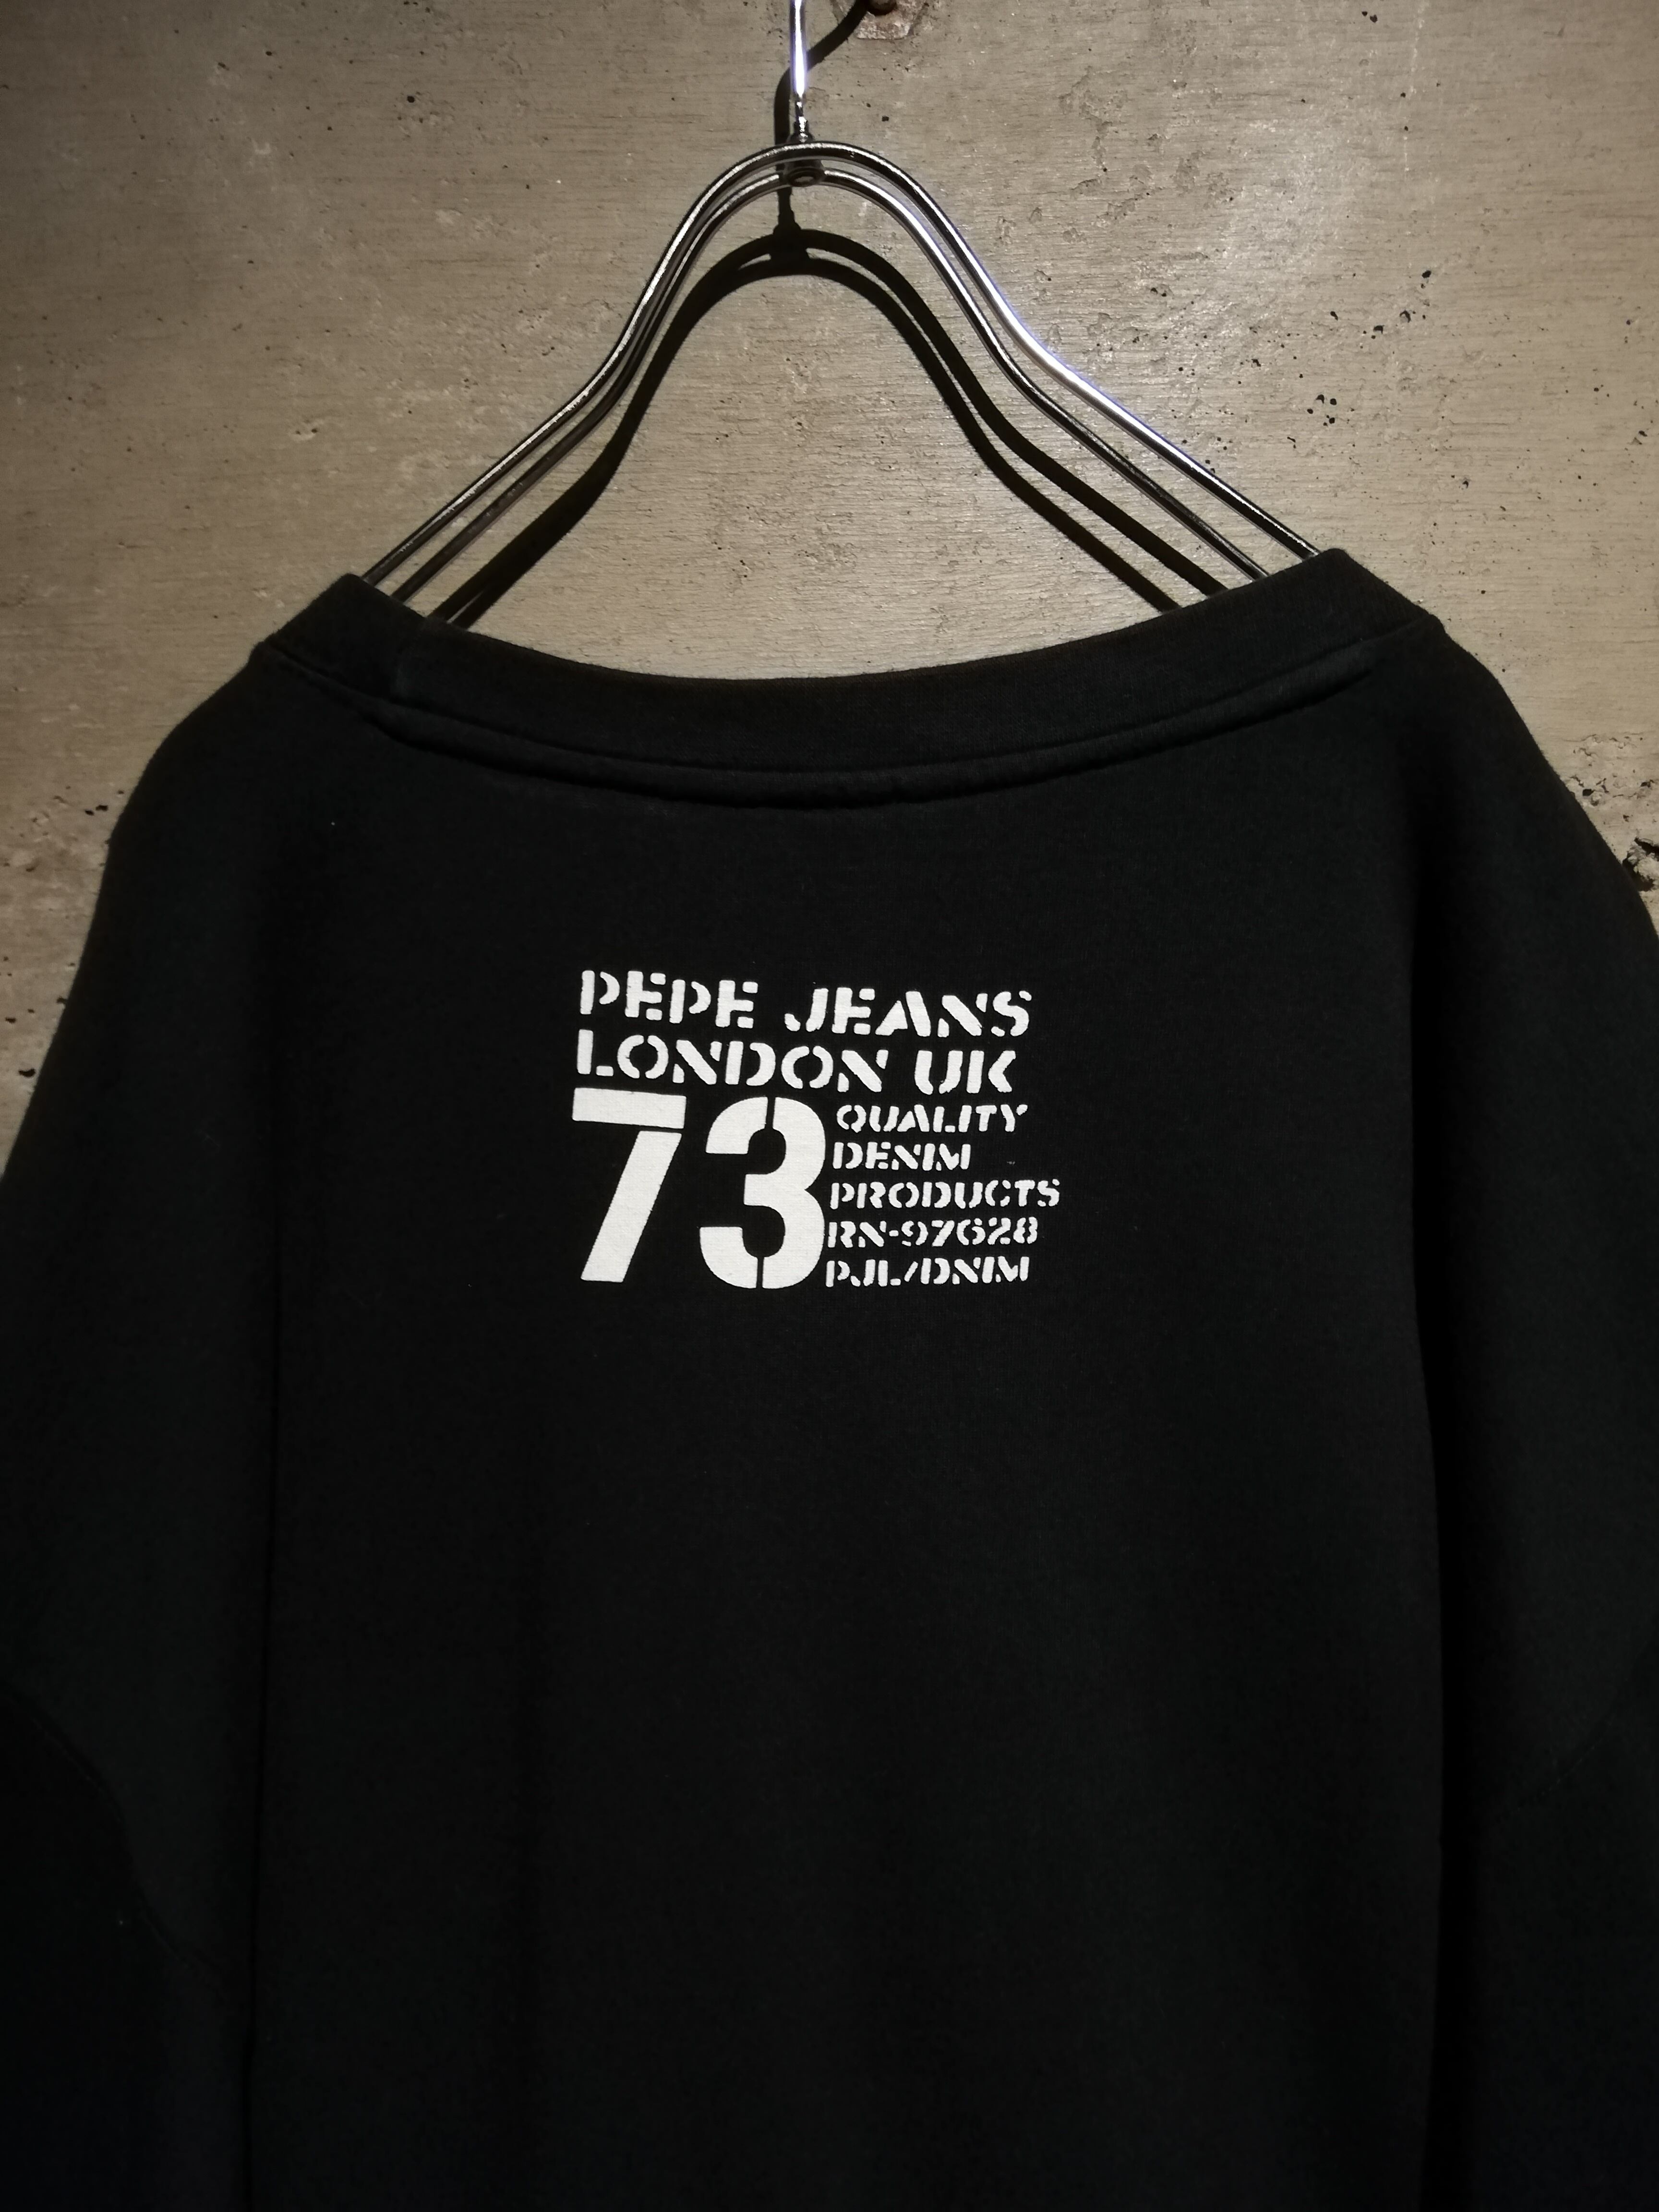 PEPE JEANS
LONDON UK
73
QUALITY
DENIM
PRODUCTS
RN-97628
PJL/DNIM